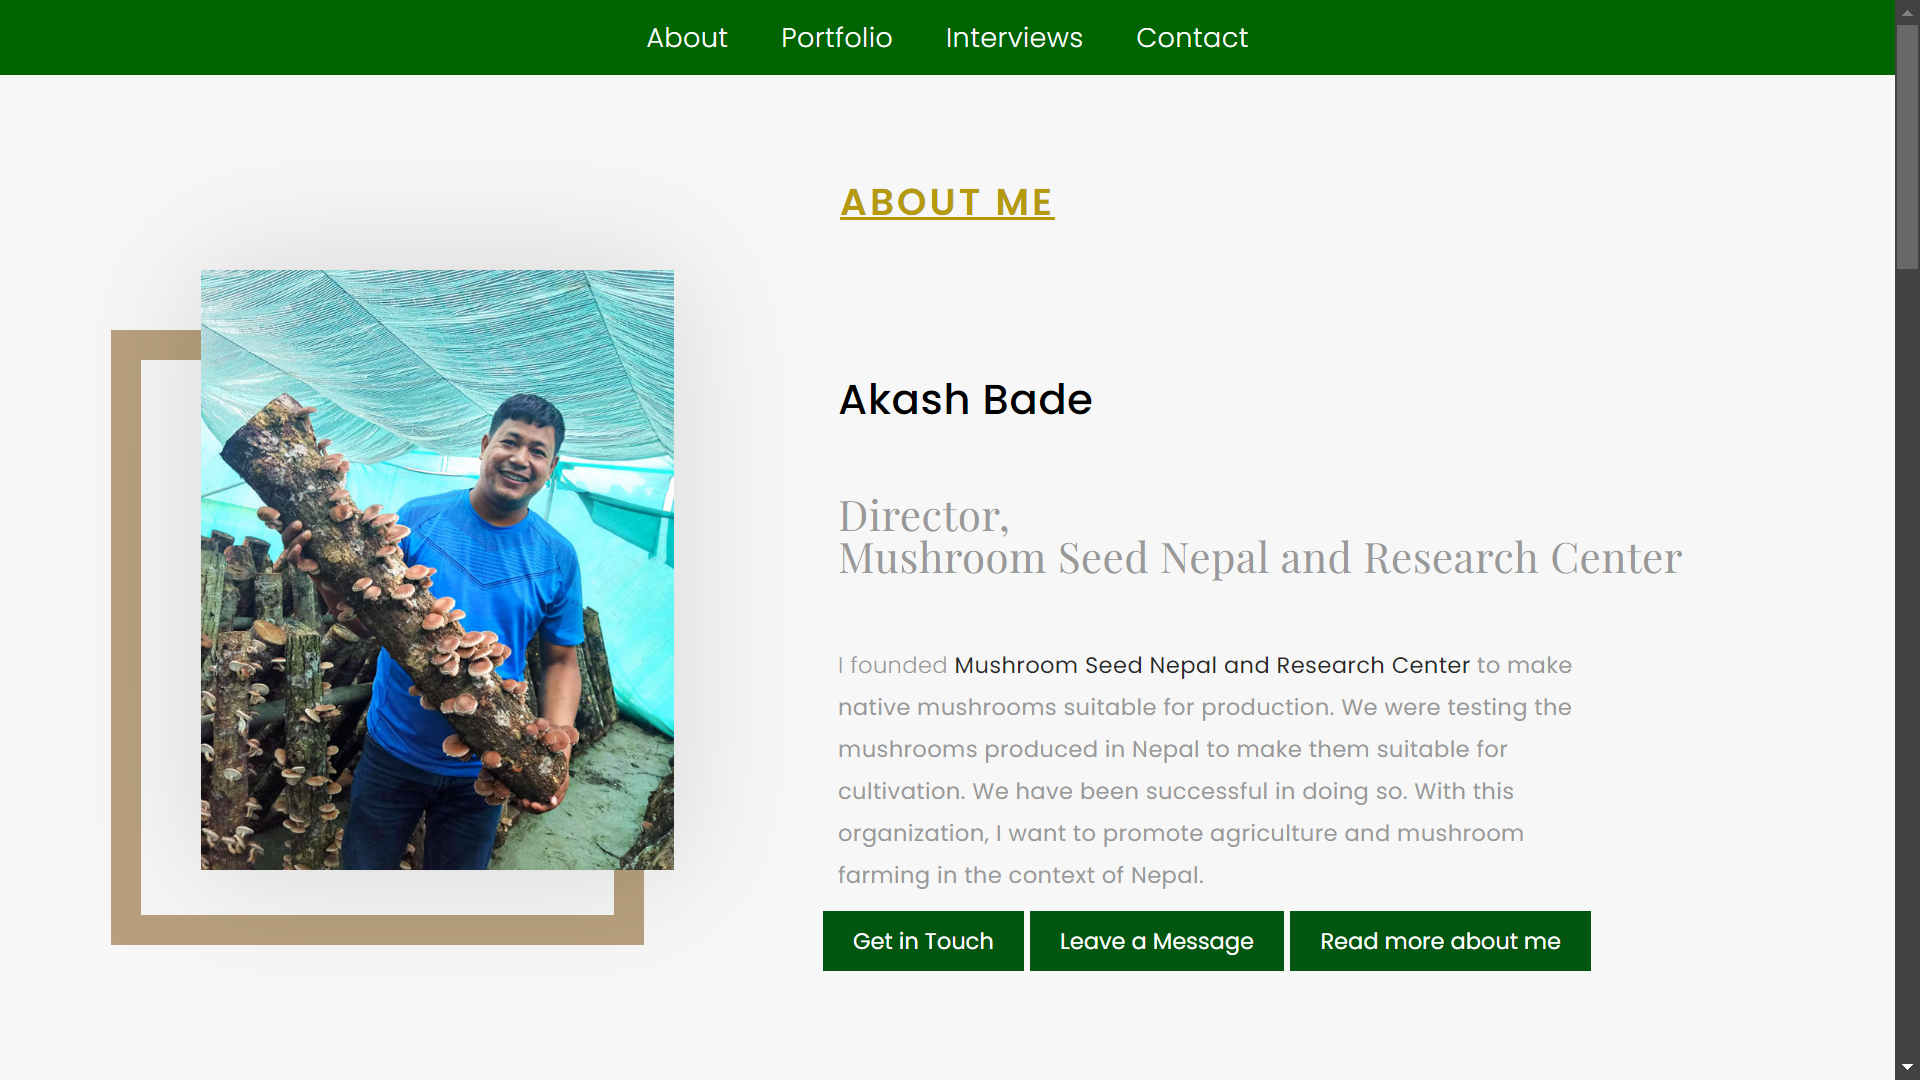 About Portfolio Interviews Contact
ABOUT ME
Akash Bade
Director,
Mushroom Seed Nepal and Research Center
I founded Mushroom Seed Nepal and Research Center to make
native mushrooms suitable for production. We were testing the
mushrooms produced in Nepal to make them suitable for
cultivation. We have been successful in doing so. With this
organization, I want to promote agriculture and mushroom
farming in the context of Nepal.
Get in Touch Leave a Message Read more about me